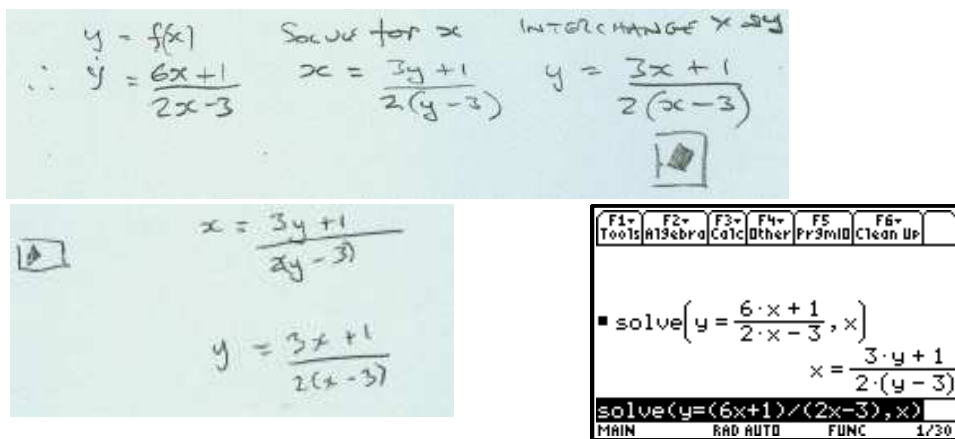 y = f(x) Solve for x INTERCHANGE x & y
∴ y = (6x+1)/(2x-3) x = (3y+1)/(2(y-3)) y = (3x+1)/(2(x-3))
x = (3y+1)/(2(y-3))
y = (3x+1)/(2(x-3))
F1▾ F2▾ F3▾ F4▾ F5 F6▾
Tools Algebra Calc Other PrgmIO Clean Up
▪ solve(y = (6·x + 1)/(2·x - 3), x)
x = (3·y + 1)/(2·(y - 3))
solve(y=(6x+1)/(2x-3),x)
MAIN RAD AUTO FUNC 1/30